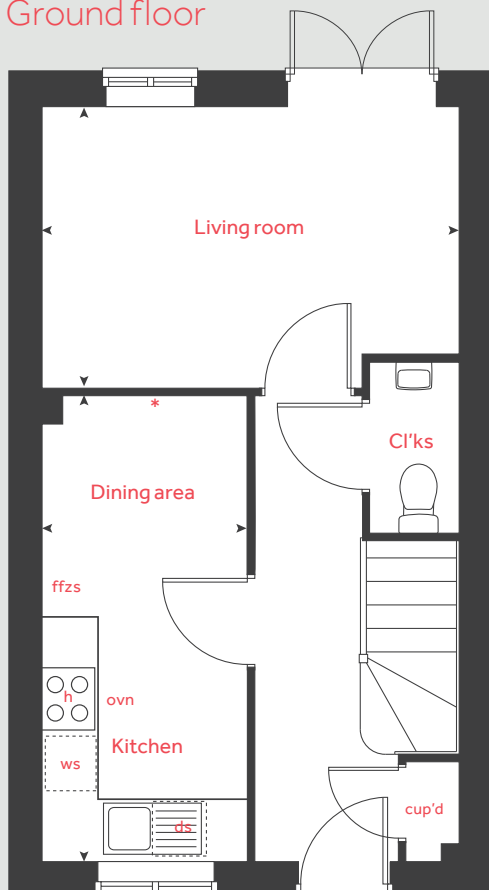 Ground floor
Living room
*
Cl'ks
Dining area
ffzs
h
ovn
Kitchen
ws
cup'd
ds